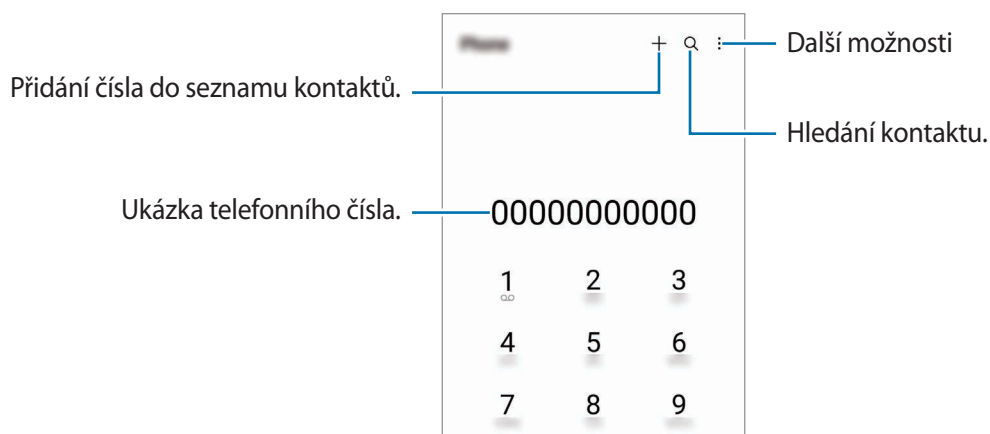 Další možnosti
Přidání čísla do seznamu kontaktů.
Hledání kontaktu.
Ukázka telefonního čísla.
00000000000
1 2 3
4 5 6
7 8 9